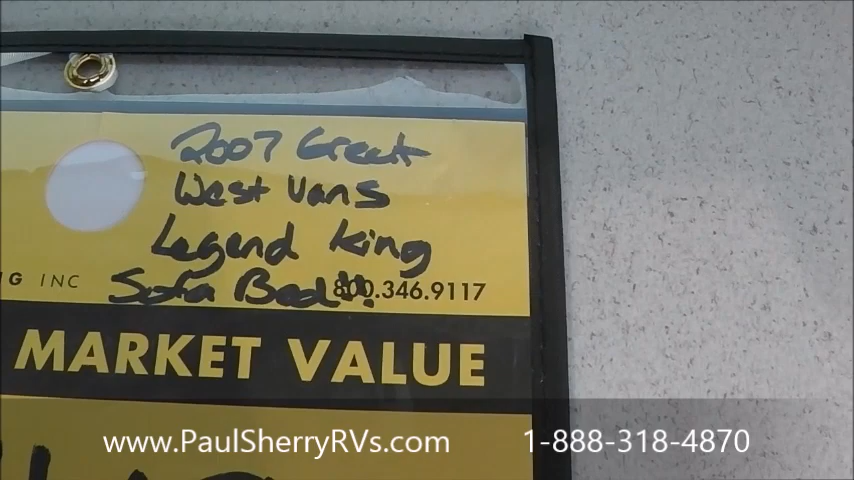 2007 Great
West Vans
Legend King
Sofa Bed!!
G INC 800.346.9117
MARKET VALUE
www.PaulSherryRVs.com 1-888-318-4870